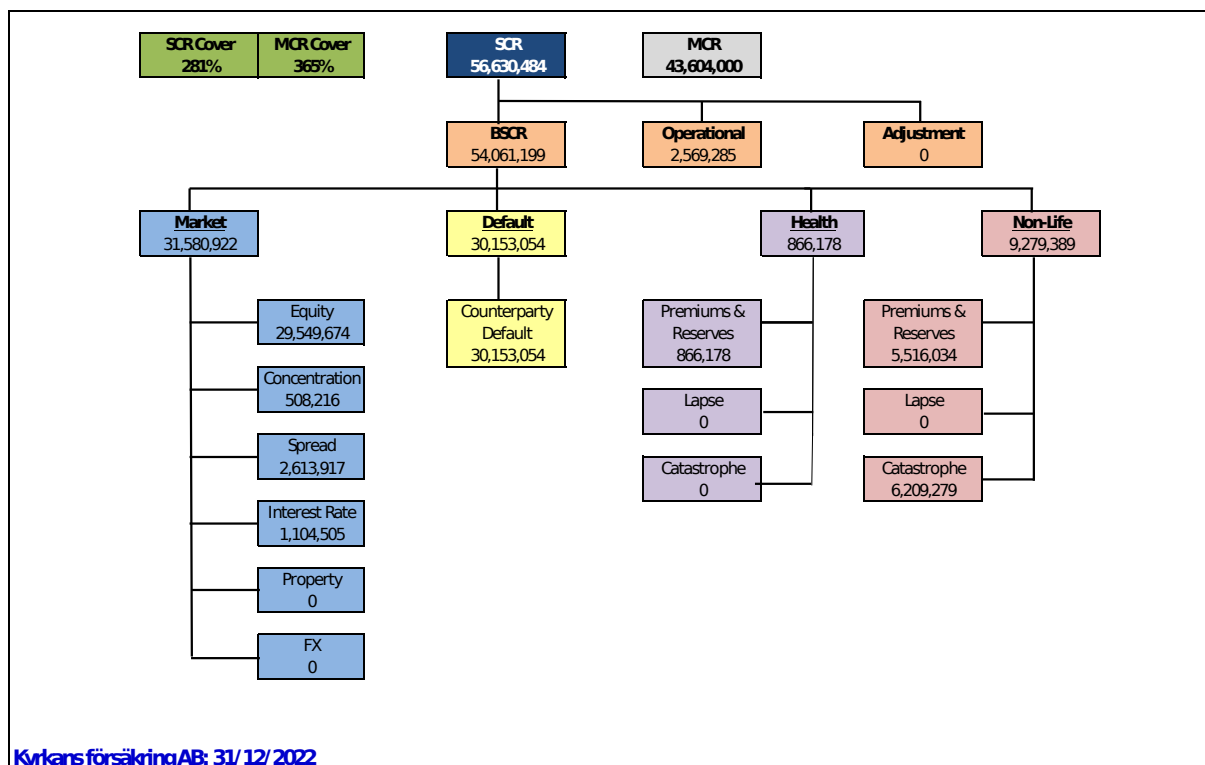 SCR Cover
281%
MCR Cover
365%
SCR
56,630,484
MCR
43,604,000
BSCR
54,061,199
Operational
2,569,285
Adjustment
0
Market
31,580,922
Default
30,153,054
Health
866,178
Non-Life
9,279,389
Equity
29,549,674
Concentration
508,216
Spread
2,613,917
Interest Rate
1,104,505
Property
0
FX
0
Counterparty
Default
30,153,054
Premiums &
Reserves
866,178
Lapse
0
Catastrophe
0
Premiums &
Reserves
5,516,034
Lapse
0
Catastrophe
6,209,279
Kyrkans försäkring AB: 31/12/2022